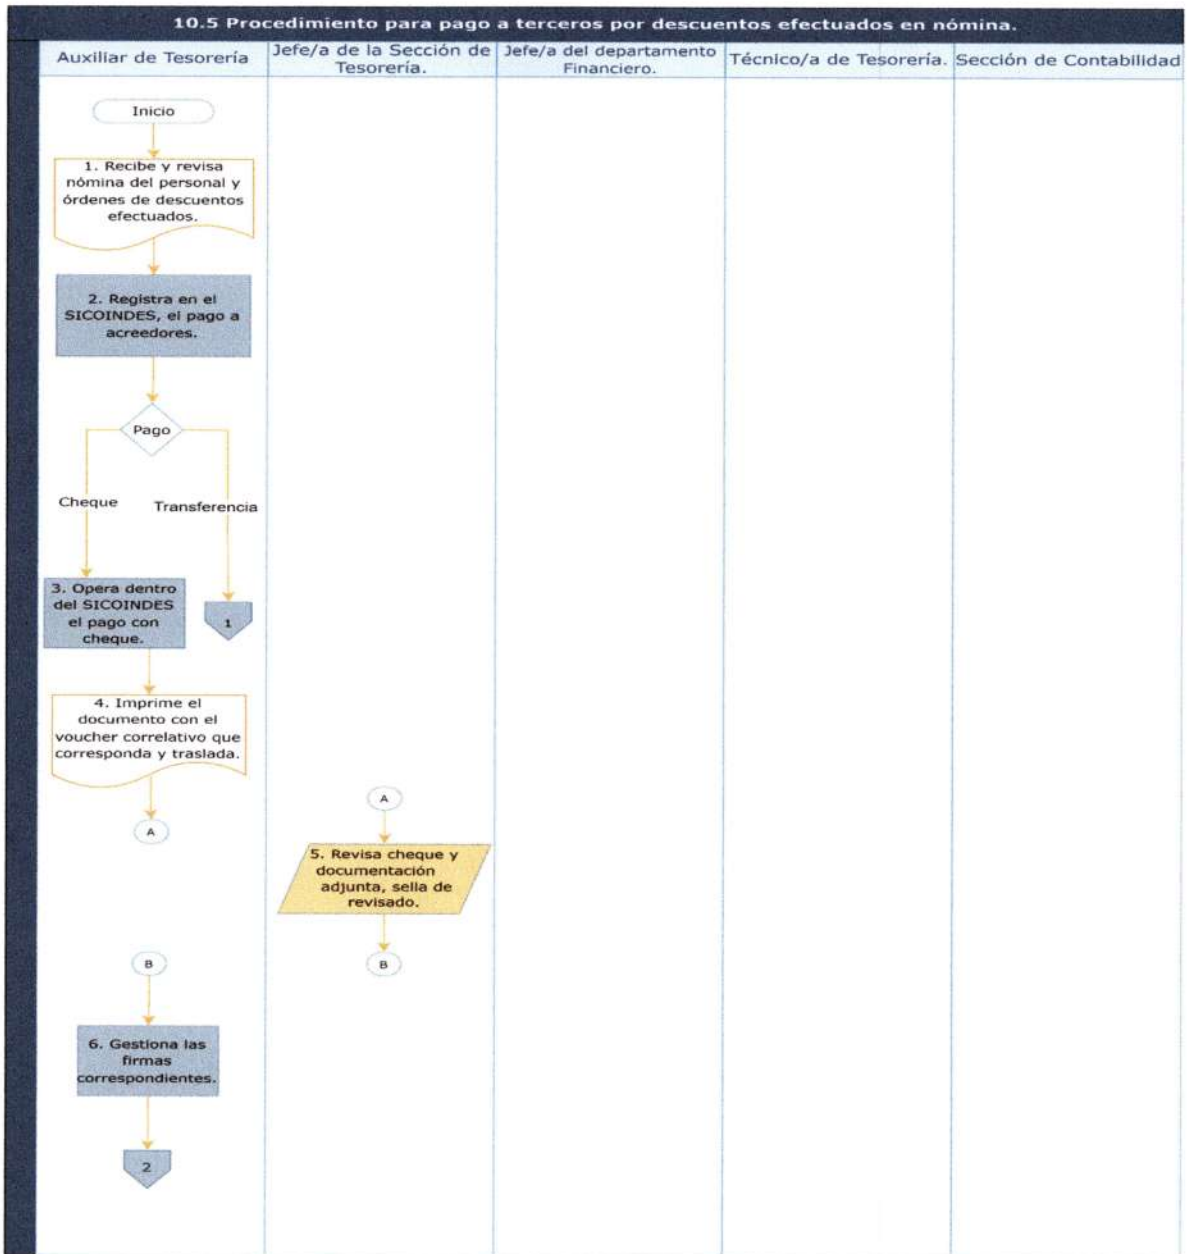 10.5 Procedimiento para pago a terceros por descuentos efectuados en nómina.
Auxiliar de Tesorería
Jefe/a de la Sección de
Tesorería.
Jefe/a del departamento
Financiero.
Técnico/a de Tesorería.
Sección de Contabilidad
Inicio
1. Recibe y revisa
nómina del personal y
órdenes de descuentos
efectuados.
2. Registra en el
SICOINDES, el pago a
acreedores.
Pago
Cheque
Transferencia
3. Opera dentro
del SICOINDES
el pago con
cheque.
1
4. Imprime el
documento con el
voucher correlativo que
corresponda y traslada.
A
A
5. Revisa cheque y
documentación
adjunta, sella de
revisado.
B
B
6. Gestiona las
firmas
correspondientes.
2